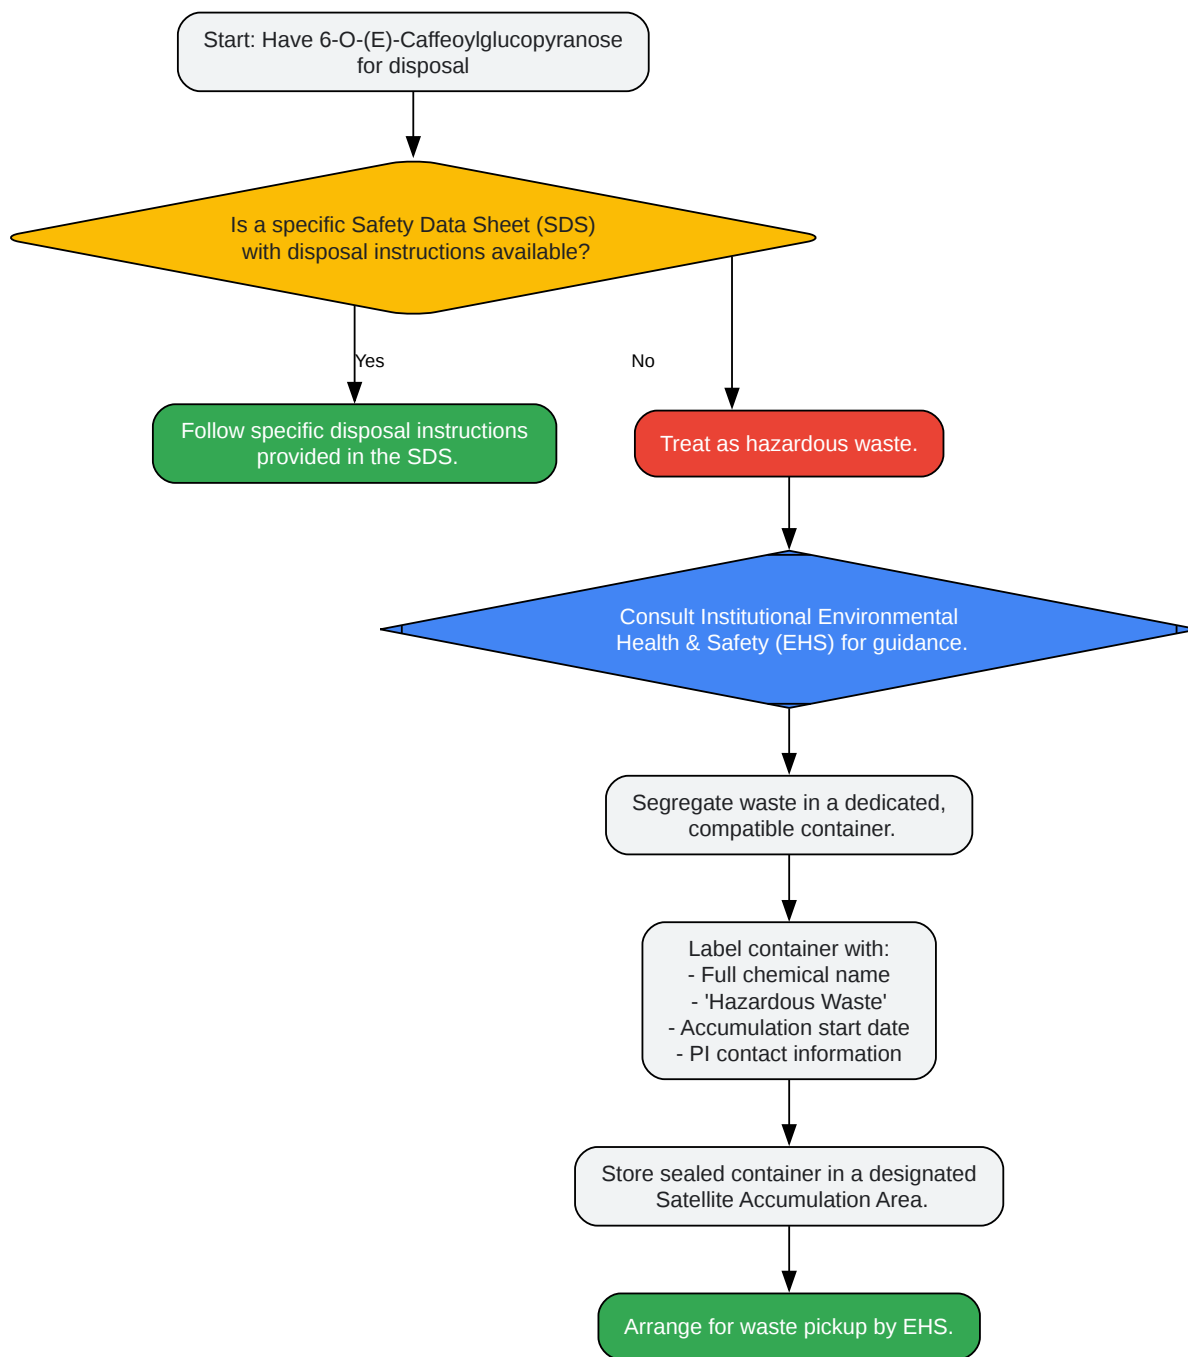 Start: Have 6-O-(E)-Caffeoylglucopyranose
for disposal
Is a specific Safety Data Sheet (SDS)
with disposal instructions available?
Yes
No
Follow specific disposal instructions
provided in the SDS.
Treat as hazardous waste.
Consult Institutional Environmental
Health & Safety (EHS) for guidance.
Segregate waste in a dedicated,
compatible container.
Label container with:
- Full chemical name
- 'Hazardous Waste'
- Accumulation start date
- PI contact information
Store sealed container in a designated
Satellite Accumulation Area.
Arrange for waste pickup by EHS.